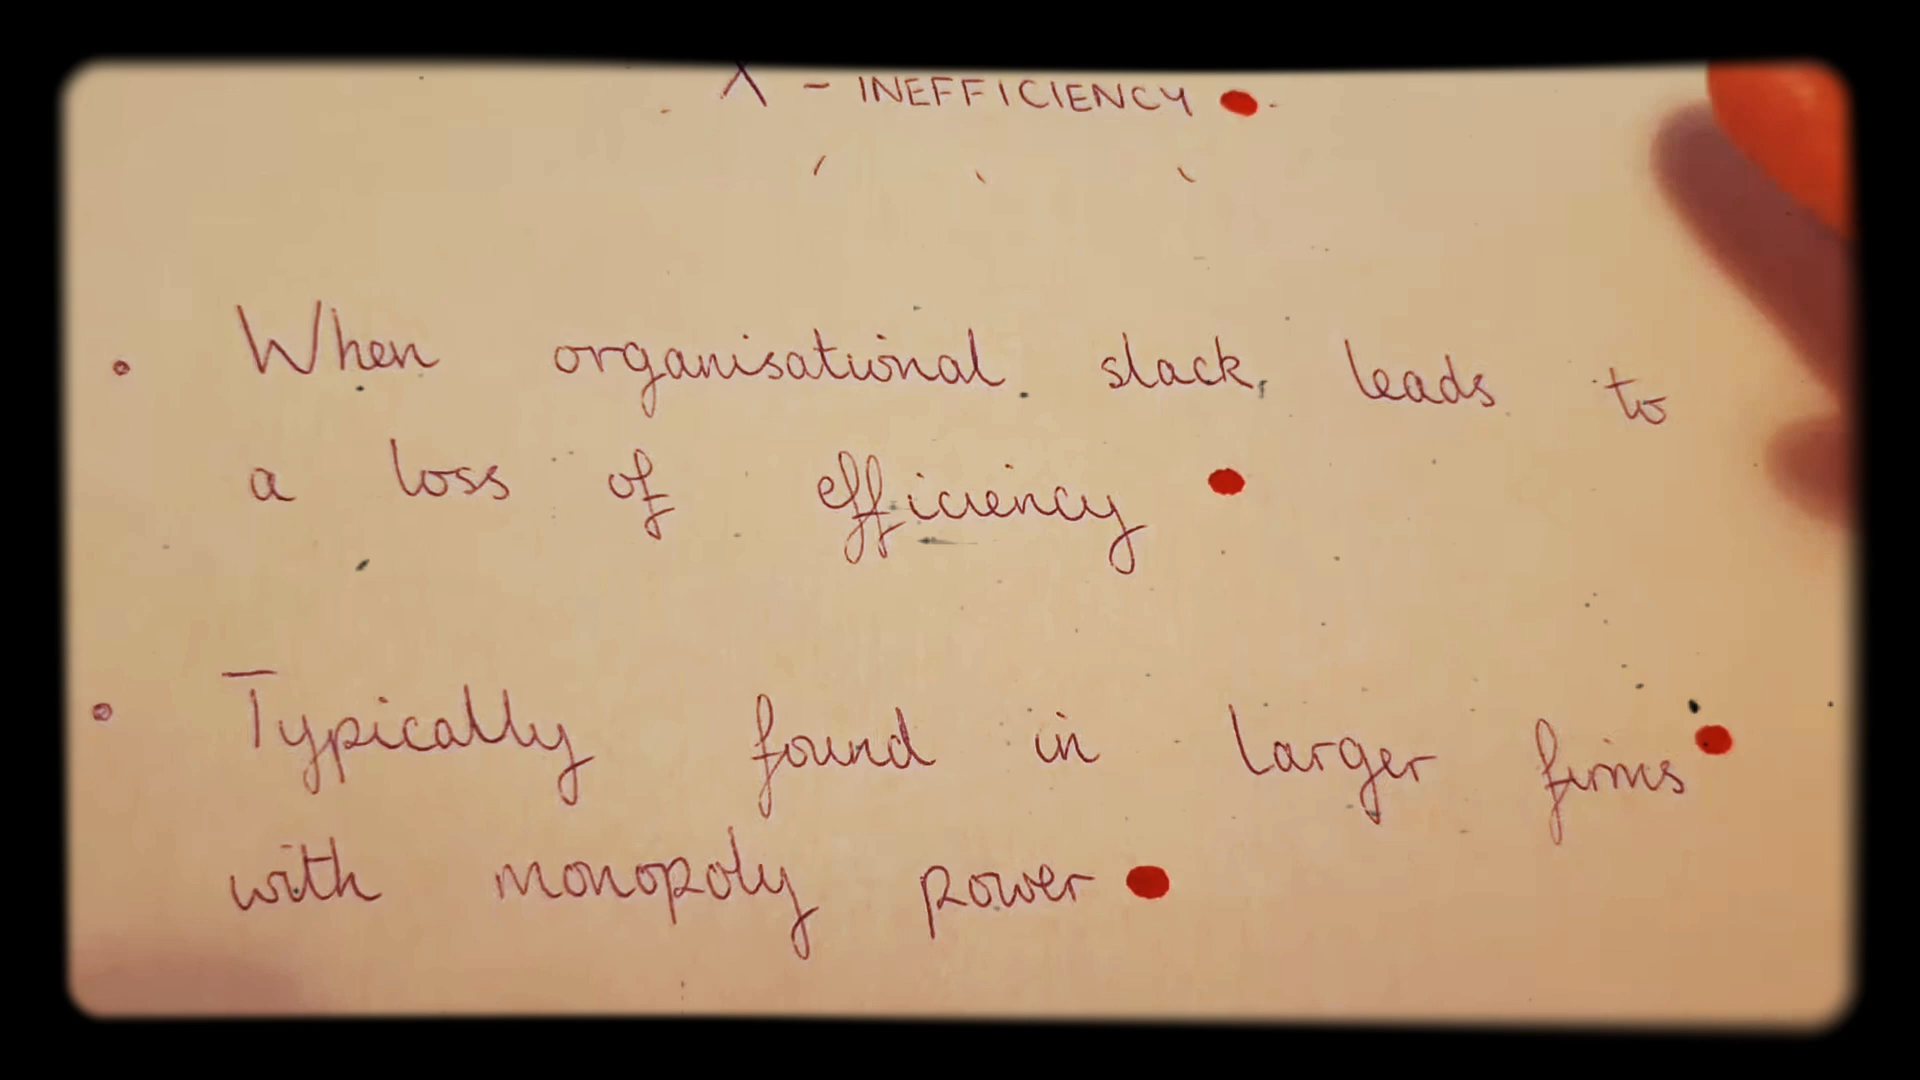 X - INEFFICIENCY
• When organisational slack, leads to
a loss of efficiency
• Typically found in larger firms
with monopoly power